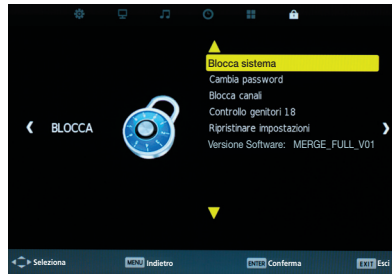 Blocca sistema
Cambia password
Blocca canali
BLOCCA
Controllo genitori 18
Ripristinare impostazioni
Versione Software: MERGE_FULL_V01
Seleziona MENU Indietro ENTER Conferma EXIT Esci